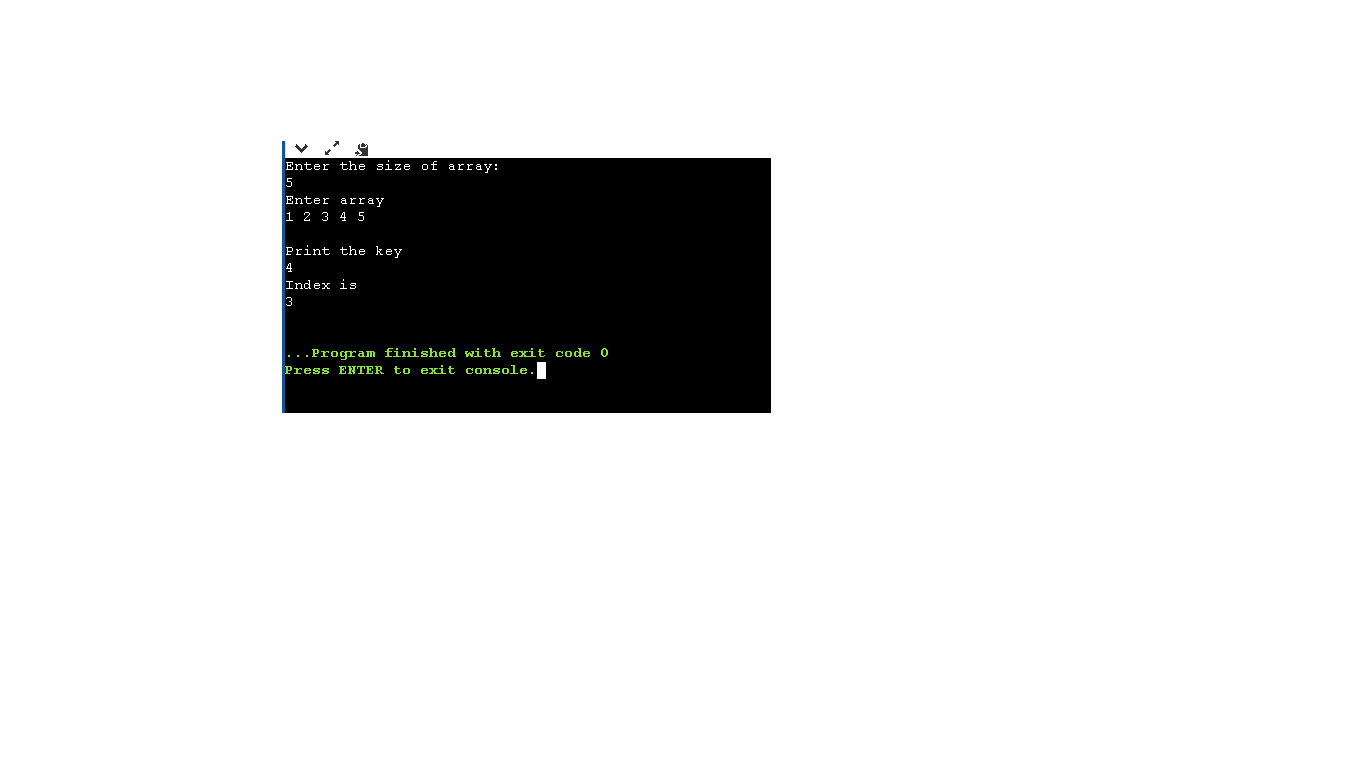 Enter the size of array:
5
Enter array
1 2 3 4 5
Print the key
4
Index is
3
...Program finished with exit code 0
Press ENTER to exit console.